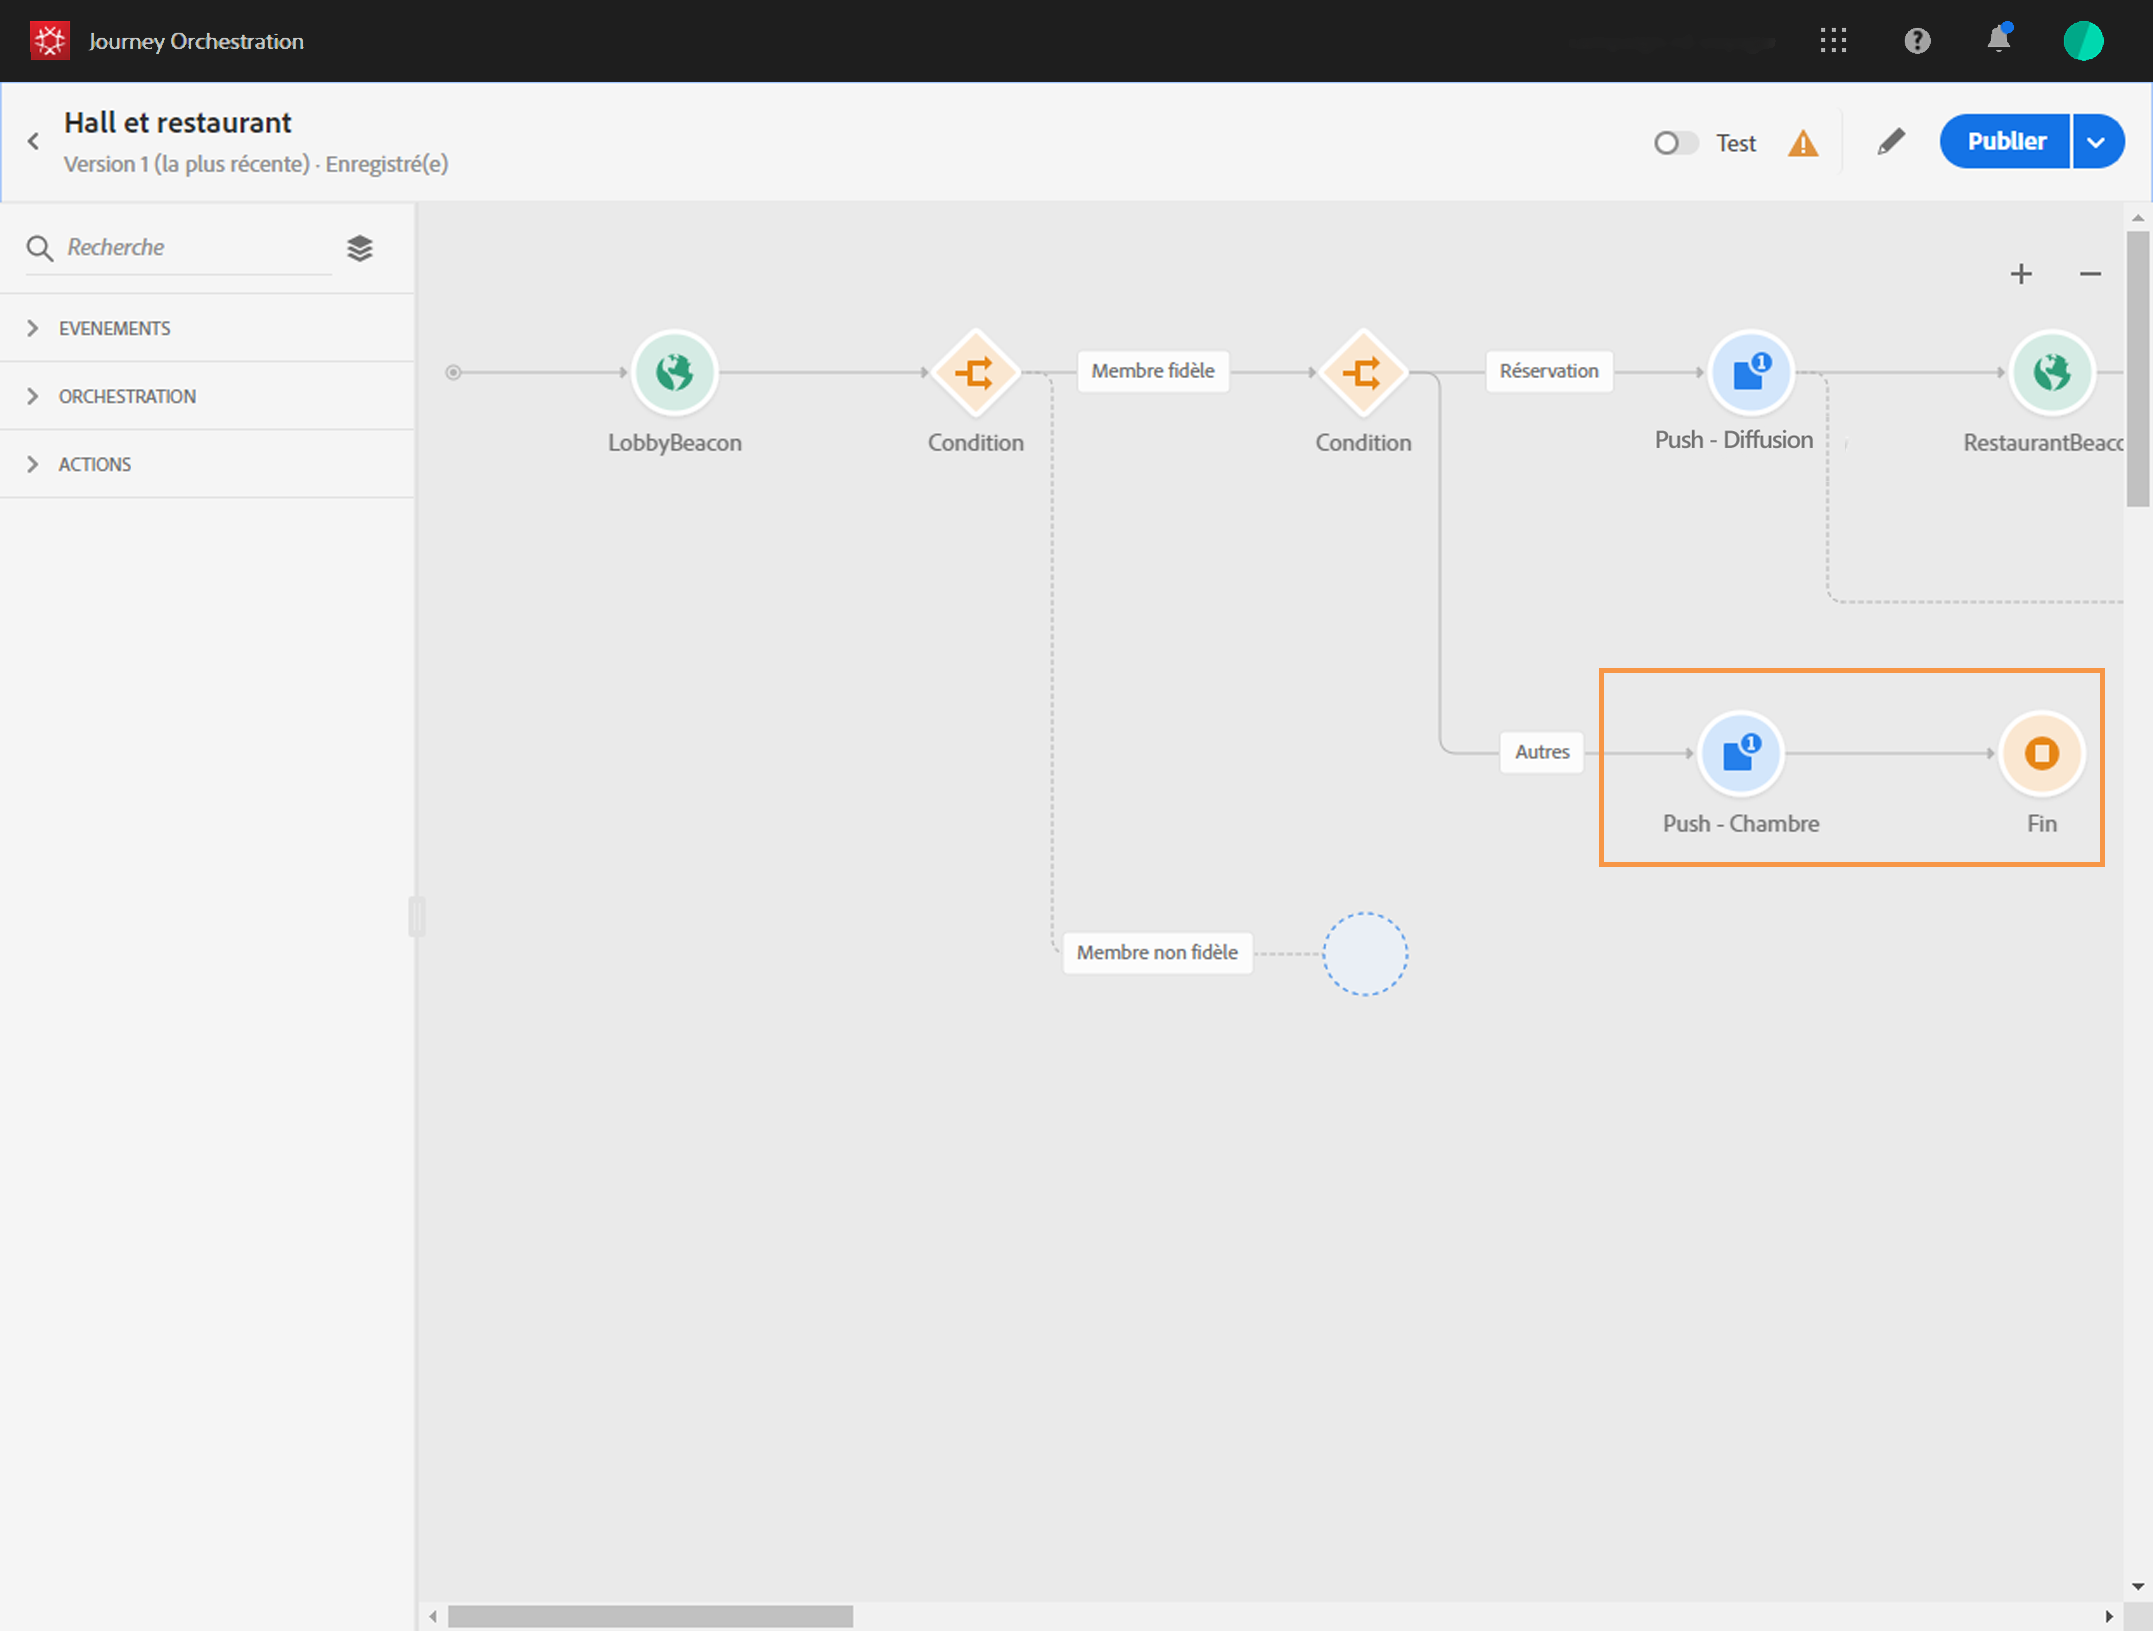 Journey Orchestration
Hall et restaurant
Version 1 (la plus récente) · Enregistré(e)
Test
Publier
Recherche
EVENEMENTS
ORCHESTRATION
ACTIONS
Membre fidèle
Réservation
LobbyBeacon
Condition
Condition
Push - Diffusion
RestaurantBeac
Autres
Push - Chambre
Fin
Membre non fidèle